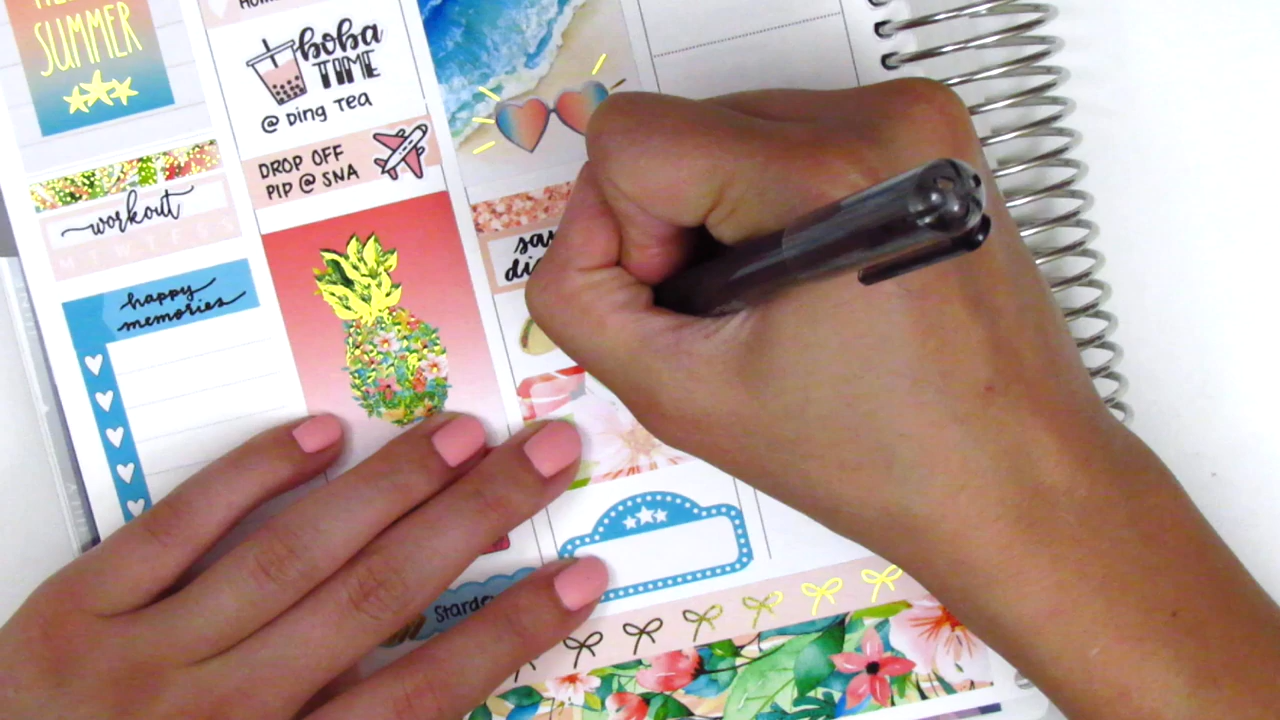 SUMMER
boba
TIME
@ Ding Tea
DROP OFF
PIP @ SNA
workout
M T W T F S S
happy
memories